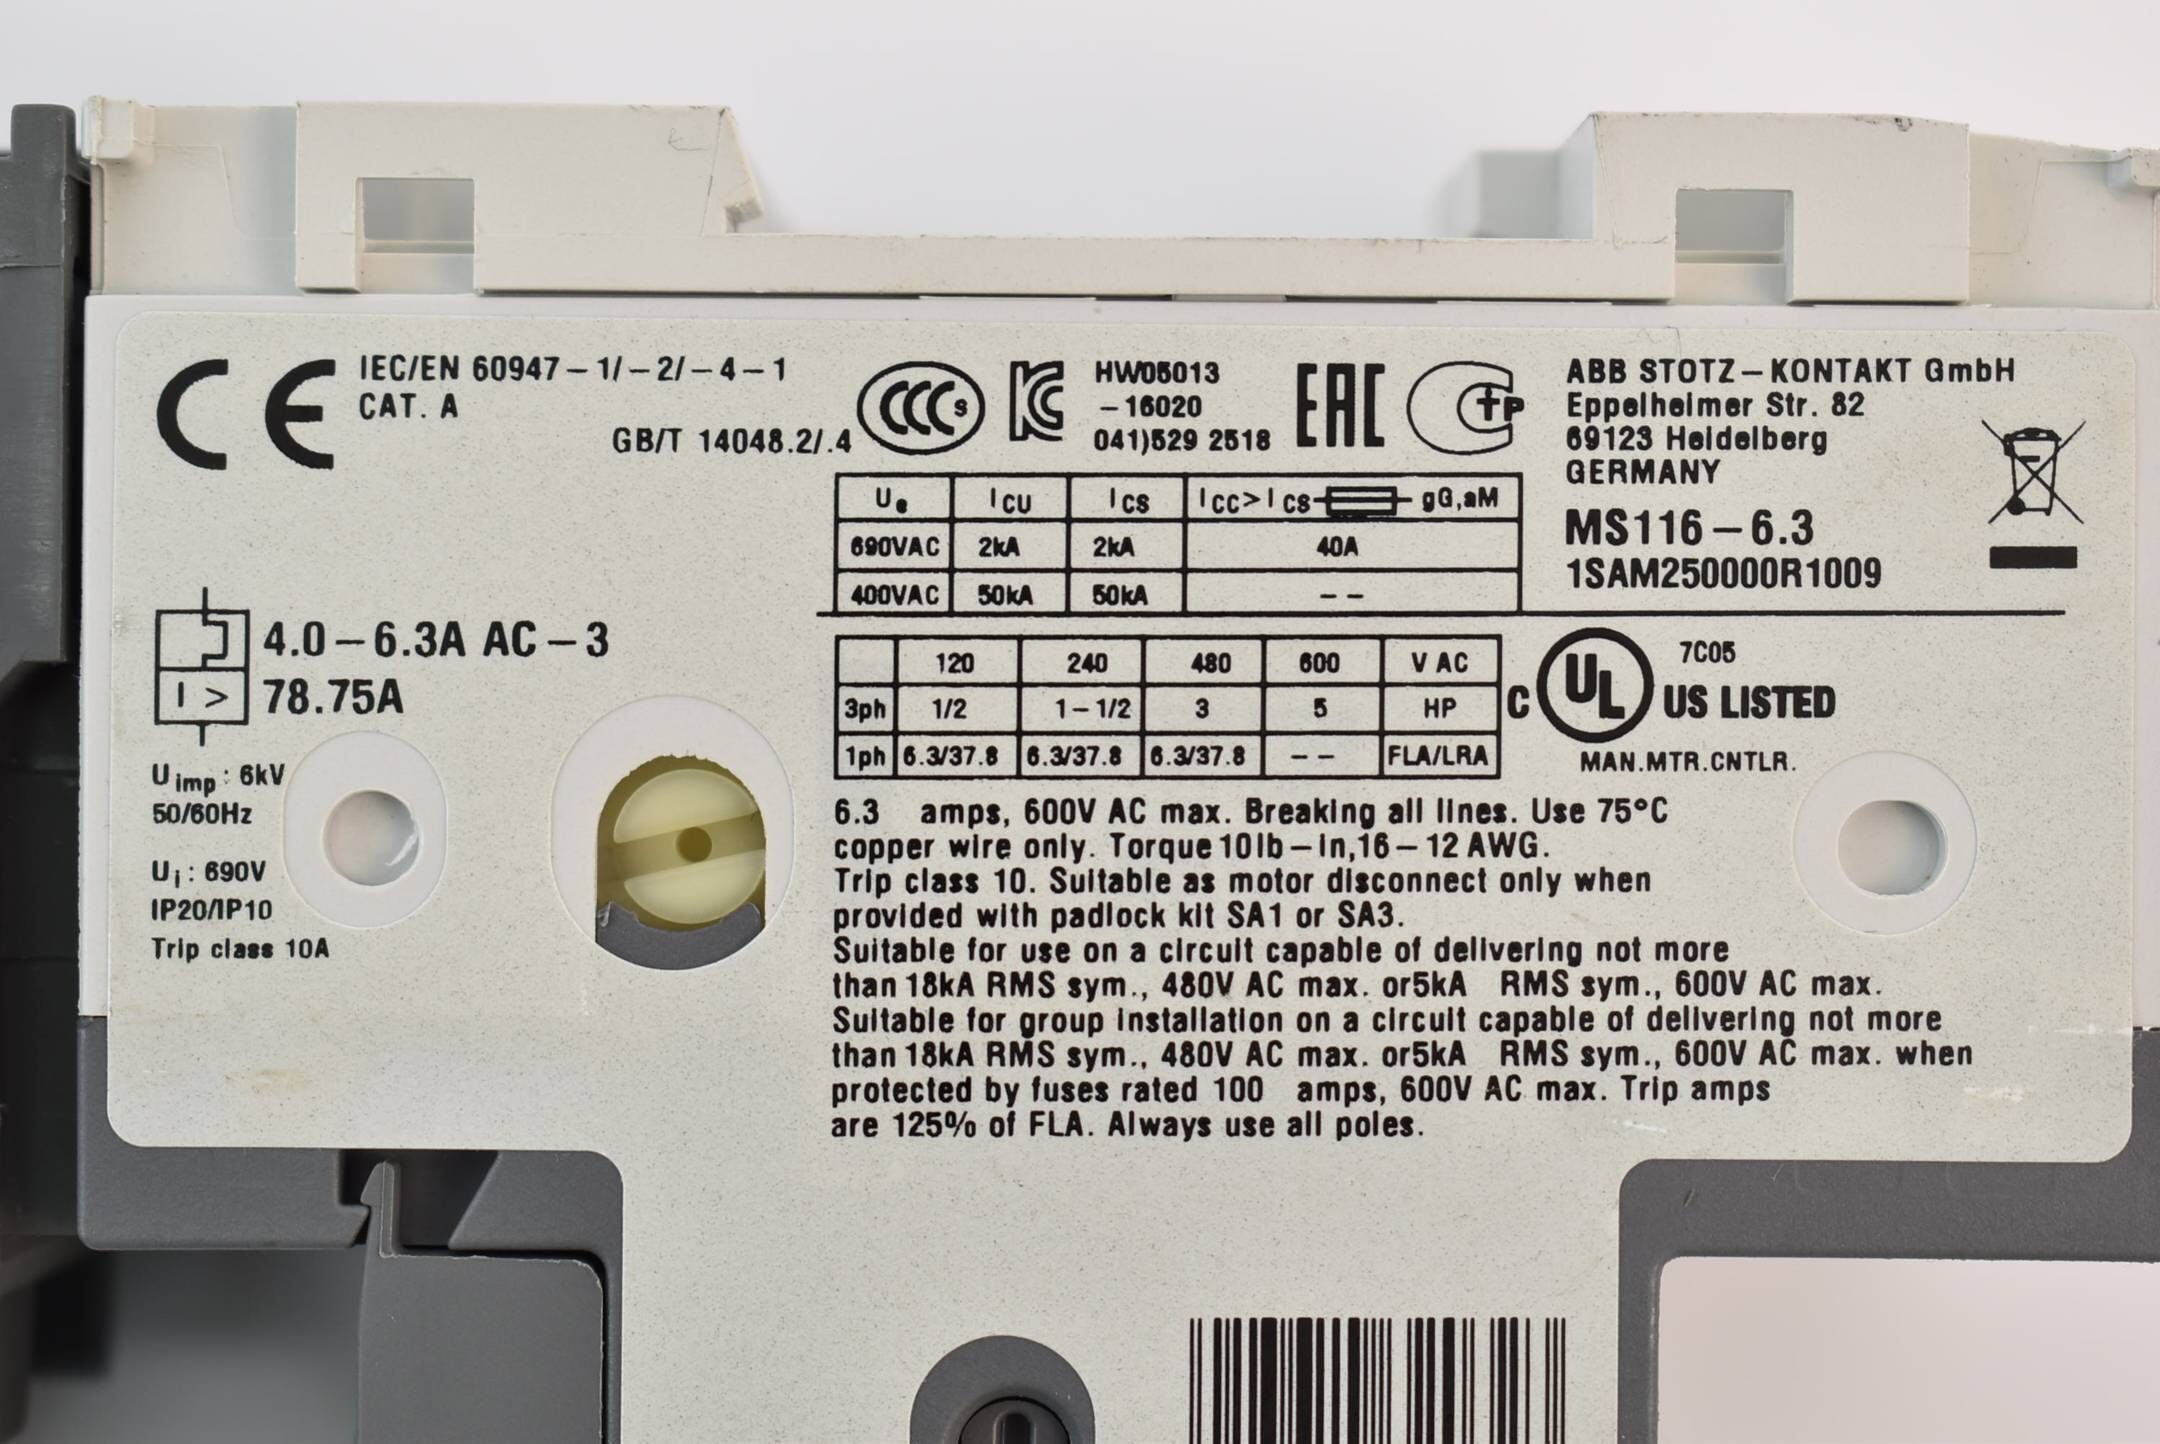 CE IEC/EN 60947-1/-2/-4-1
CAT. A
GB/T 14048.2/.4
CCC S
KC
HW05013
-16020
041)529 2518
EAC
C TP
ABB STOTZ-KONTAKT GmbH
Eppelheimer Str. 82
69123 Heidelberg
GERMANY
MS116-6.3
1SAM250000R1009
Ue ICU ICS ICC>ICS gG,aM
690VAC 2kA 2kA 40A
400VAC 50kA 50kA --
4.0-6.3A AC-3
I> 78.75A
Uimp: 6kV
50/60Hz
Ui: 690V
IP20/IP10
Trip class 10A
120 240 480 600 V AC
3ph 1/2 1-1/2 3 5 HP
1ph 6.3/37.8 6.3/37.8 6.3/37.8 -- FLA/LRA
7C05
C UL US LISTED
MAN.MTR.CNTLR.
6.3 amps, 600V AC max. Breaking all lines. Use 75°C
copper wire only. Torque 10lb-in,16-12 AWG.
Trip class 10. Suitable as motor disconnect only when
provided with padlock kit SA1 or SA3.
Suitable for use on a circuit capable of delivering not more
than 18kA RMS sym., 480V AC max. or5kA RMS sym., 600V AC max.
Suitable for group installation on a circuit capable of delivering not more
than 18kA RMS sym., 480V AC max. or5kA RMS sym., 600V AC max. when
protected by fuses rated 100 amps, 600V AC max. Trip amps
are 125% of FLA. Always use all poles.